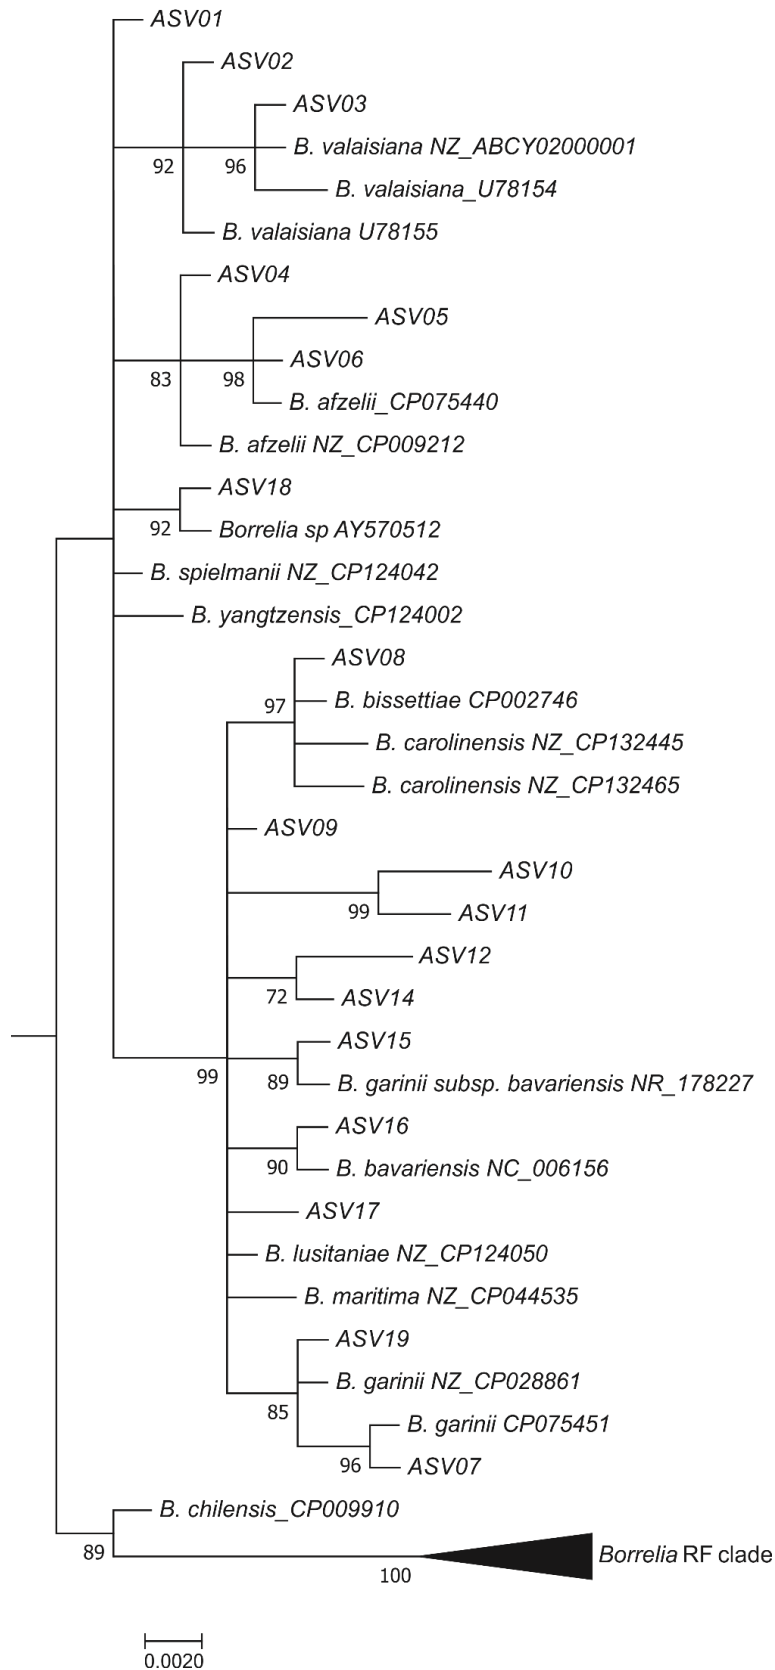 ASV01
ASV02
ASV03
B. valaisiana NZ_ABCY02000001
92
96
B. valaisiana_U78154
B. valaisiana U78155
ASV04
ASV05
ASV06
83
98
B. afzelii_CP075440
B. afzelii NZ_CP009212
ASV18
92
Borrelia sp AY570512
B. spielmanii NZ_CP124042
B. yangtzensis_CP124002
ASV08
97
B. bissettiae CP002746
B. carolinensis NZ_CP132445
B. carolinensis NZ_CP132465
ASV09
ASV10
99
ASV11
ASV12
72
ASV14
ASV15
99
89
B. garinii subsp. bavariensis NR_178227
ASV16
90
B. bavariensis NC_006156
ASV17
B. lusitaniae NZ_CP124050
B. maritima NZ_CP044535
ASV19
B. garinii NZ_CP028861
85
B. garinii CP075451
96
ASV07
B. chilensis_CP009910
89
Borrelia RF clade
100
0.0020